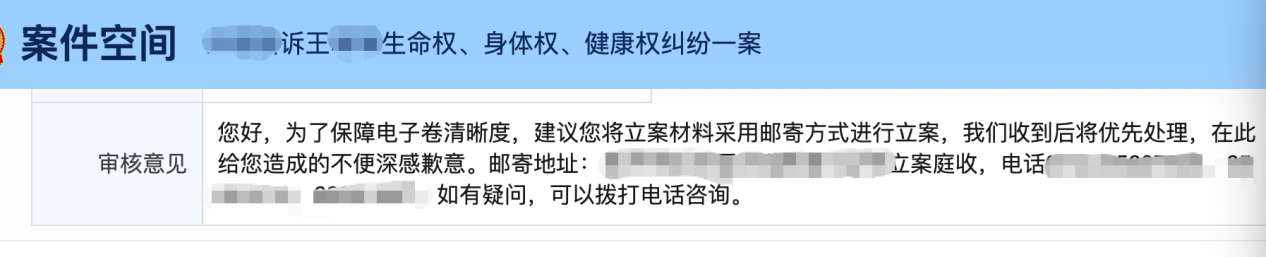 案件空间
诉王 生命权、身体权、健康权纠纷一案
审核意见
您好，为了保障电子卷清晰度，建议您将立案材料采用邮寄方式进行立案，我们收到后将优先处理，在此
给您造成的不便深感歉意。邮寄地址： 立案庭收，电话
如有疑问，可以拨打电话咨询。